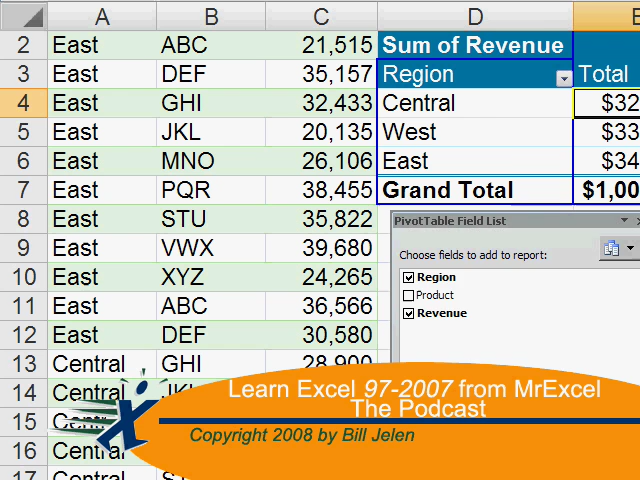 A B C D E
2 East ABC 21,515 Sum of Revenue
3 East DEF 35,157 Region Total
4 East GHI 32,433 Central $32
5 East JKL 20,135 West $33
6 East MNO 26,106 East $34
7 East PQR 38,455 Grand Total $1,00
8 East STU 35,822
PivotTable Field List
9 East VWX 39,680
Choose fields to add to report:
10 East XYZ 24,265 Region
Product
11 East ABC 36,566 Revenue
12 East DEF 30,580
13 Central GHI 28,900
14 Central
Learn Excel 97-2007 from MrExcel
The Podcast
15 Central
Copyright 2008 by Bill Jelen
16 Central
17 Central